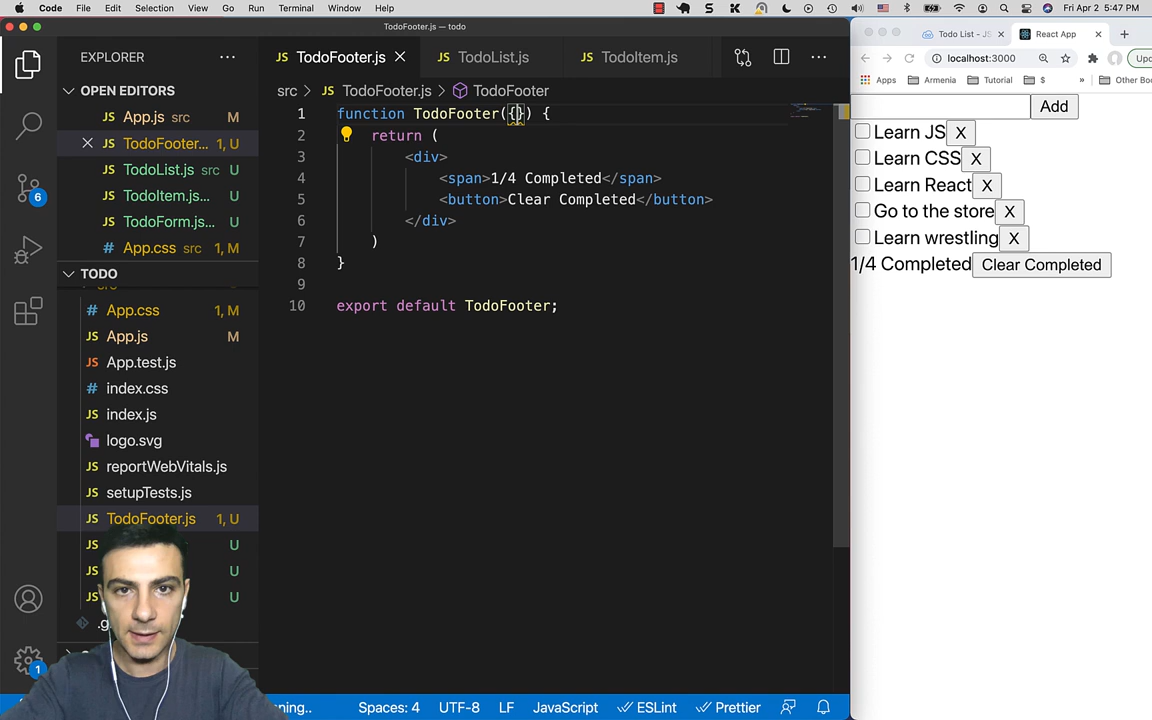 Code File Edit Selection View Go Run Terminal Window Help Fri Apr 2 5:47 PM
TodoFooter.js — todo
EXPLORER
OPEN EDITORS
App.js src M
TodoFooter... 1, U
TodoList.js src U
TodoItem.js... U
TodoForm.js... U
App.css src 1, M
TODO
src
App.css 1, M
App.js M
App.test.js
index.css
index.js
logo.svg
reportWebVitals.js
setupTests.js
TodoFooter.js 1, U
JS U
JS U
JS U
.g
6
1
JS TodoFooter.js JS TodoList.js JS TodoItem.js
src > JS TodoFooter.js > TodoFooter
1 function TodoFooter({}) {
2 return (
3 <div>
4 <span>1/4 Completed</span>
5 <button>Clear Completed</button>
6 </div>
7 )
8 }
9
10 export default TodoFooter;
Spaces: 4 UTF-8 LF JavaScript ESLint Prettier
Todo List - JS React App
localhost:3000
Apps Armenia Tutorial $ » Other Bo
Add
Learn JS X
Learn CSS X
Learn React X
Go to the store X
Learn wrestling X
1/4 Completed Clear Completed